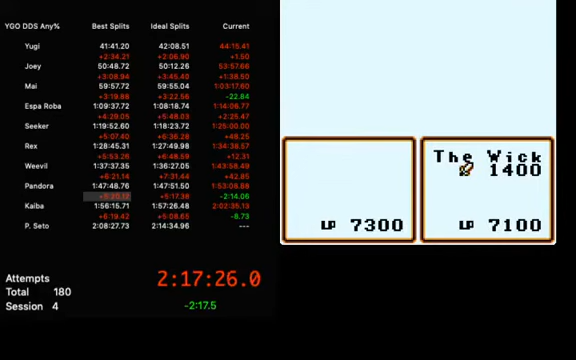 YGO DDS Any% Best Splits Ideal Splits Current
Yugi 41:41.20 42:08.51 44:15.41
+2:34.21 +2:06.90 +1.50
Joey 50:48.72 50:12.26 53:57.66
+3:08.94 +3:45.40 +1:38.50
Mai 59:57.72 59:55.04 1:03:17.60
+3:19.88 +3:22.56 -22.84
Espa Roba 1:09:37.72 1:08:18.74 1:14:06.77
+4:29.05 +5:48.03 +2:25.47
Seeker 1:19:52.60 1:18:23.72 1:25:00.00
+5:07.40 +6:36.28 +49.25
Rex 1:28:45.31 1:27:49.98 1:34:38.57
+5:53.26 +6:48.59 +12.31
Weevil 1:37:37.35 1:36:27.05 1:43:58.49
+6:21.14 +7:31.44 +42.85
Pandora 1:47:48.76 1:47:51.50 1:53:08.88
+5:20.12 +5:17.38 -2:14.06
Kaiba 1:56:15.71 1:57:26.48 2:02:35.13
+6:19.42 +5:08.65 -8.73
P. Seto 2:08:27.73 2:14:34.96 ---
Attempts
Total 180
Session 4
2:17:26.0
-2:17.5
The Wick
1400
LP 7300 LP 7100